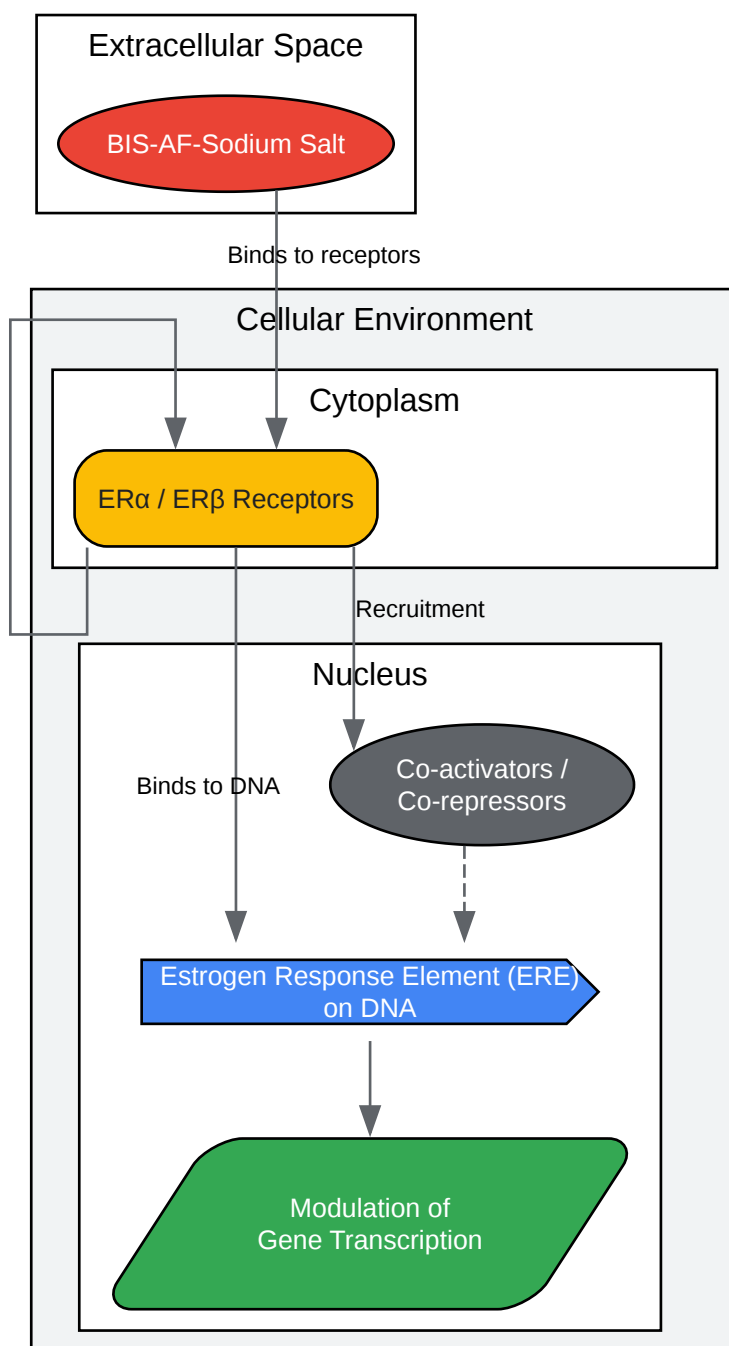 Extracellular Space
BIS-AF-Sodium Salt
Binds to receptors
Cellular Environment
Cytoplasm
ERα / ERβ Receptors
Recruitment
Nucleus
Co-activators /
Co-repressors
Binds to DNA
Estrogen Response Element (ERE)
on DNA
Modulation of
Gene Transcription